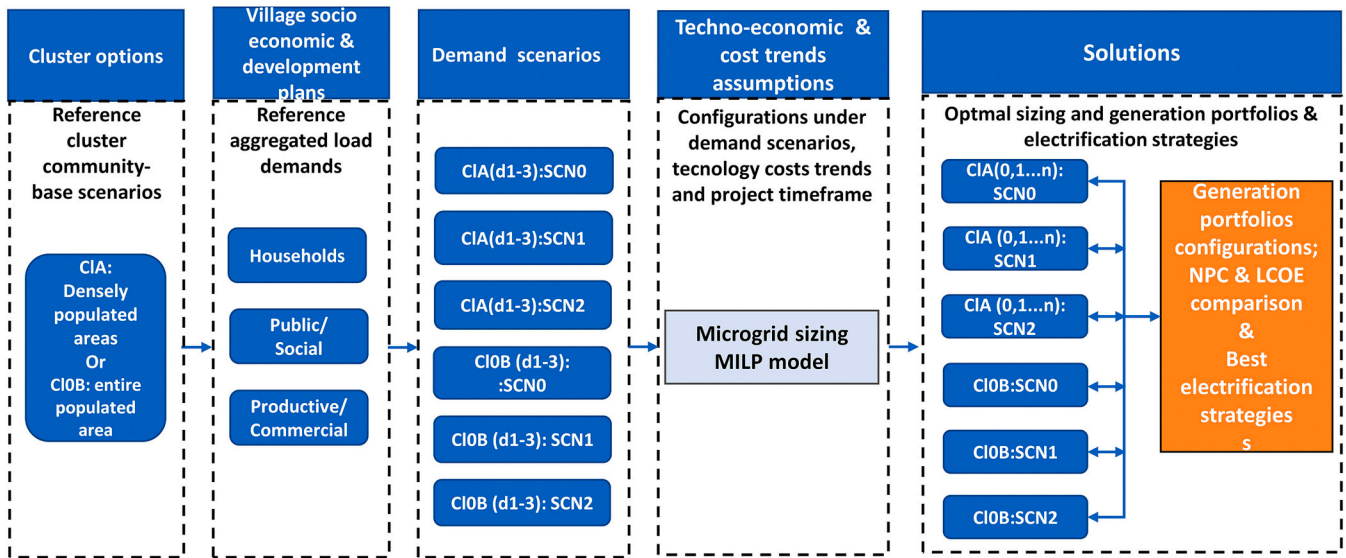 Cluster options
Reference
cluster
community-
base scenarios
ClA:
Densely
populated
areas
Or
Cl0B: entire
populated
area
Village socio
economic &
development
plans
Reference
aggregated load
demands
Households
Public/
Social
Productive/
Commercial
Demand scenarios
ClA(d1-3):SCN0
ClA(d1-3):SCN1
ClA(d1-3):SCN2
Cl0B (d1-3):
:SCN0
Cl0B (d1-3): SCN1
Cl0B (d1-3): SCN2
Techno-economic &
cost trends
assumptions
Configurations under
demand scenarios,
tecnology costs trends
and project timeframe
Microgrid sizing
MILP model
Solutions
Optmal sizing and generation portfolios &
electrification strategies
ClA(0,1...n):
SCN0
ClA (0,1...n):
SCN1
ClA (0,1...n):
SCN2
Cl0B:SCN0
Cl0B:SCN1
Cl0B:SCN2
Generation
portfolios
configurations;
NPC & LCOE
comparison
&
Best
electrification
strategies
s